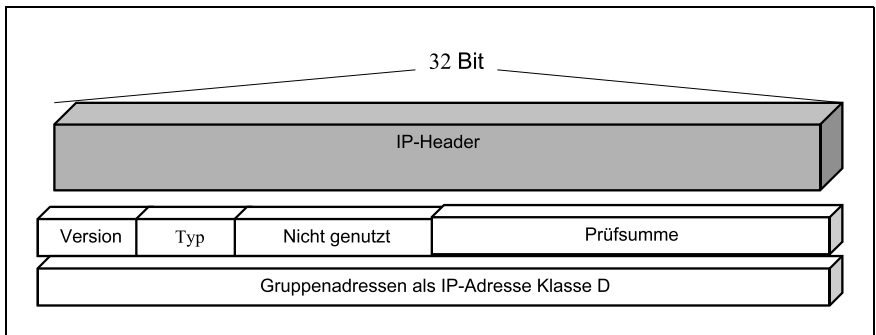 32 Bit
IP-Header
Version Typ Nicht genutzt Prüfsumme
Gruppenadressen als IP-Adresse Klasse D